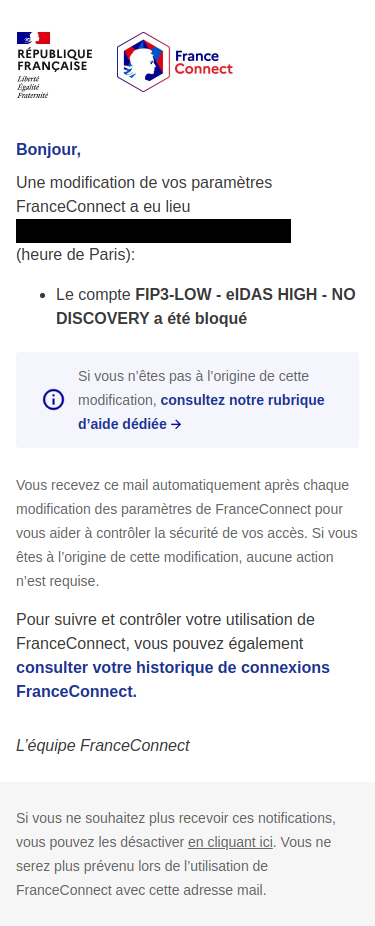 RÉPUBLIQUE
FRANÇAISE
Liberté
Égalité
Fraternité
France
Connect
Bonjour,
Une modification de vos paramètres
FranceConnect a eu lieu
(heure de Paris):
• Le compte FIP3-LOW - eIDAS HIGH - NO
DISCOVERY a été bloqué
Si vous n’êtes pas à l’origine de cette
modification, consultez notre rubrique
d’aide dédiée →
Vous recevez ce mail automatiquement après chaque
modification des paramètres de FranceConnect pour
vous aider à contrôler la sécurité de vos accès. Si vous
êtes à l’origine de cette modification, aucune action
n’est requise.
Pour suivre et contrôler votre utilisation de
FranceConnect, vous pouvez également
consulter votre historique de connexions
FranceConnect.
L’équipe FranceConnect
Si vous ne souhaitez plus recevoir ces notifications,
vous pouvez les désactiver en cliquant ici. Vous ne
serez plus prévenu lors de l’utilisation de
FranceConnect avec cette adresse mail.